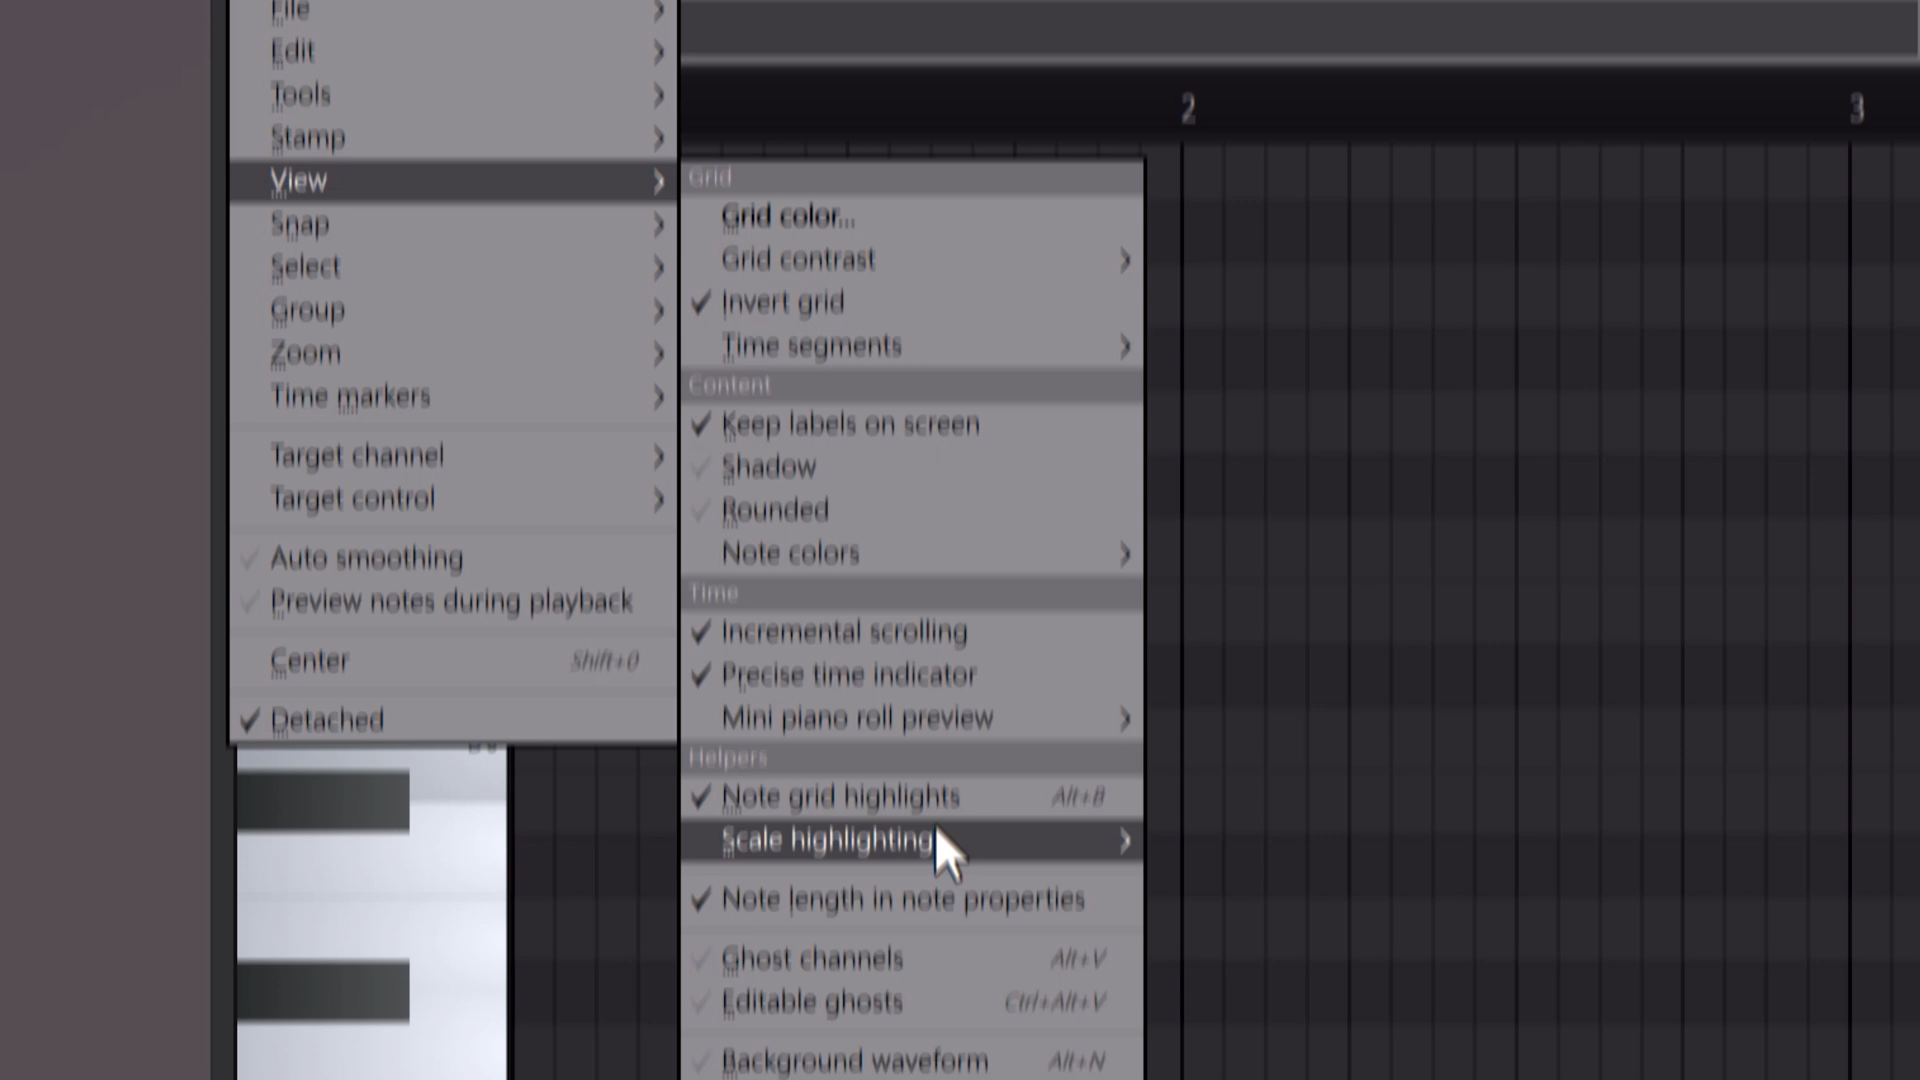 File
Edit
Tools
Stamp
View
Snap
Select
Group
Zoom
Time markers
Target channel
Target control
Auto smoothing
Preview notes during playback
Center Shift+0
Detached
Grid
Grid color...
Grid contrast
Invert grid
Time segments
Content
Keep labels on screen
Shadow
Rounded
Note colors
Time
Incremental scrolling
Precise time indicator
Mini piano roll preview
Helpers
Note grid highlights Alt+B
Scale highlighting
Note length in note properties
Ghost channels Alt+V
Editable ghosts Ctrl+Alt+V
Background waveform Alt+N
2
3